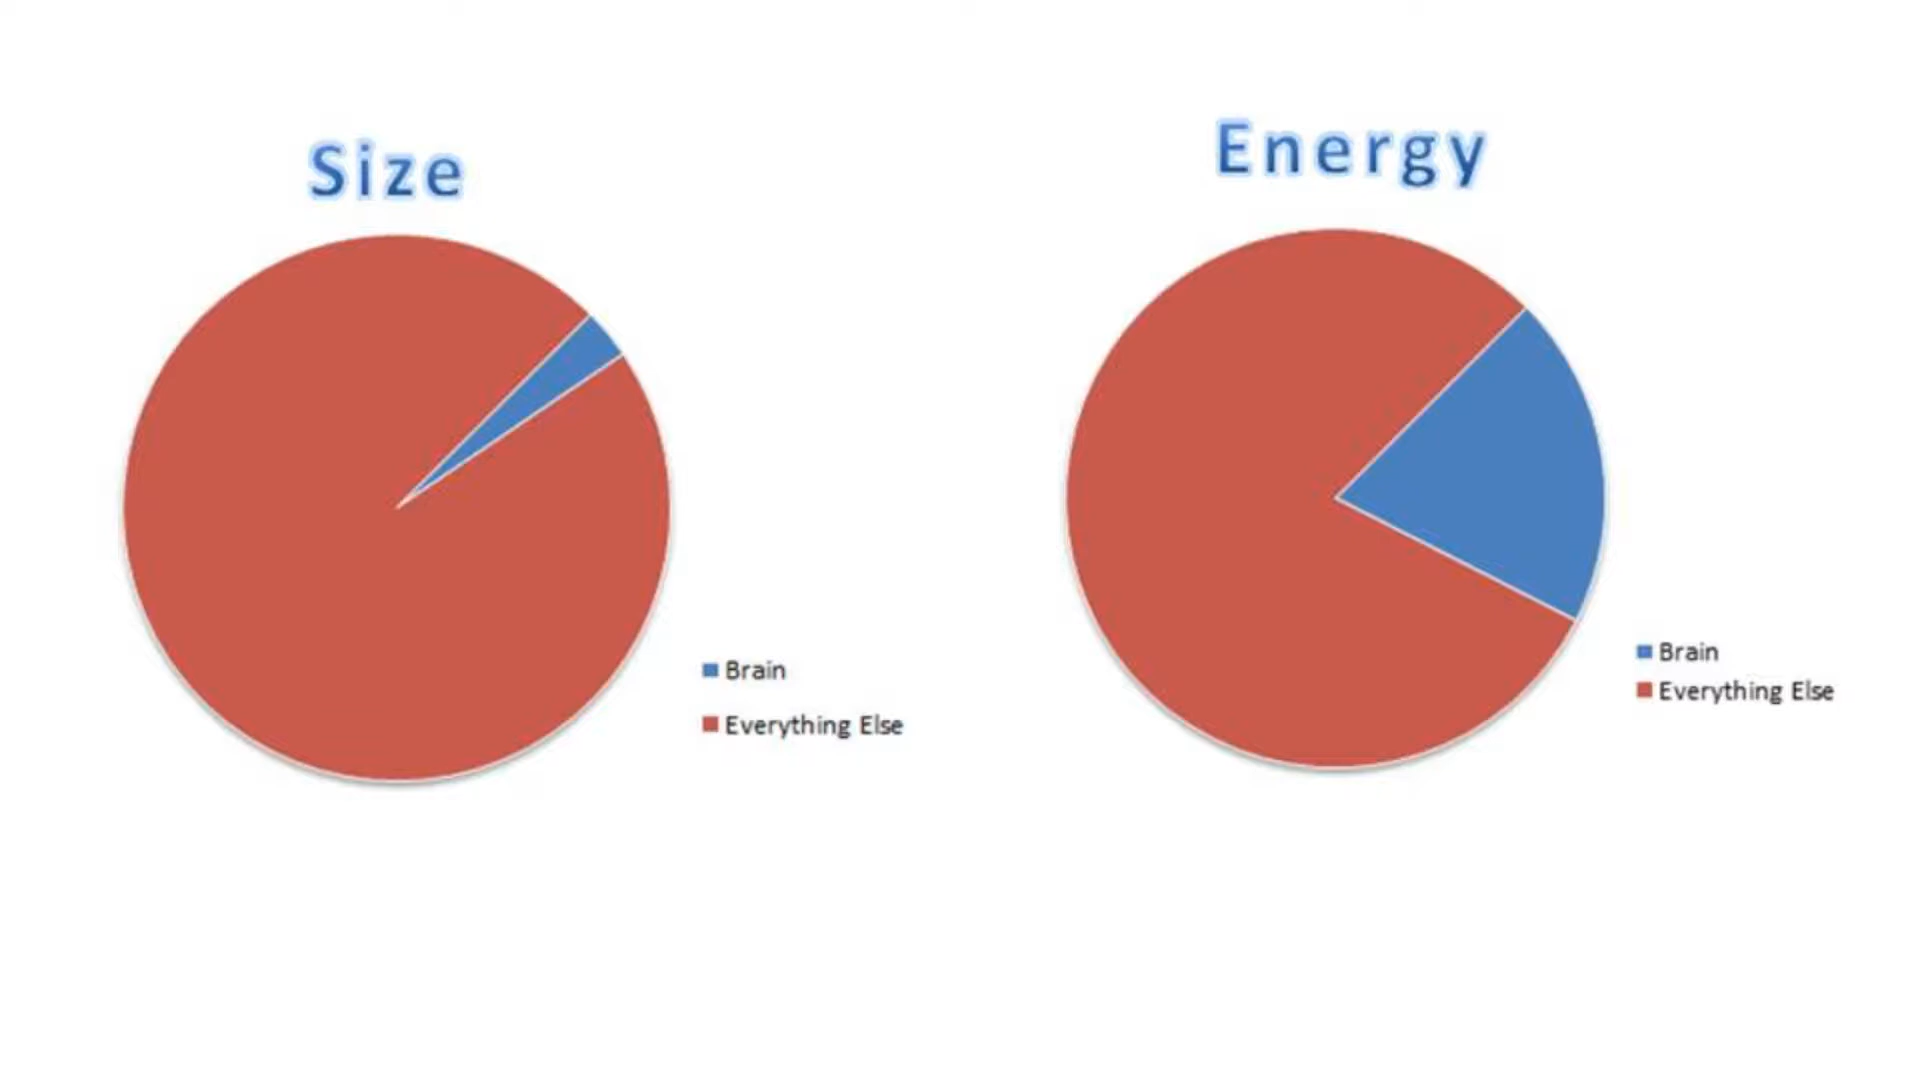 Size
Brain
Everything Else
Energy
Brain
Everything Else